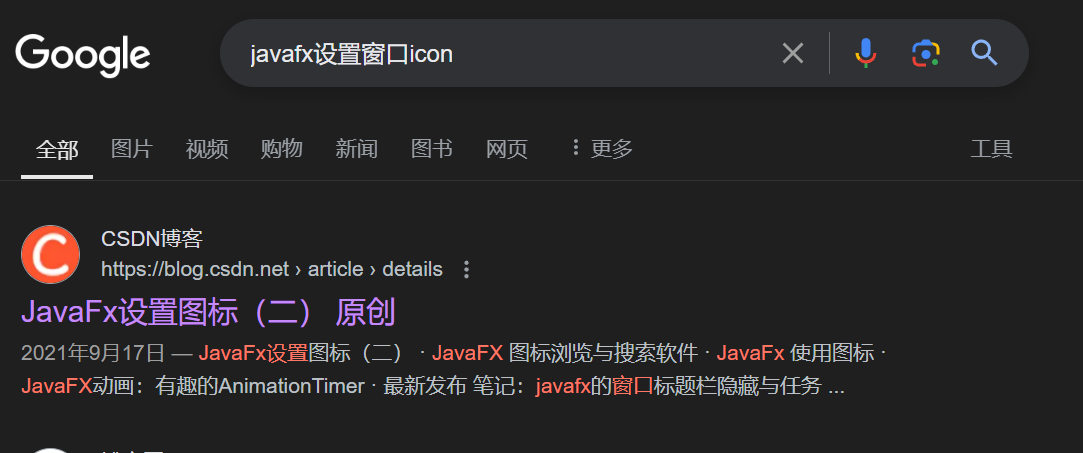 Google
javafx设置窗口icon
全部 图片 视频 购物 新闻 图书 网页 更多 工具
CSDN博客
https://blog.csdn.net › article › details
JavaFx设置图标（二） 原创
2021年9月17日 — JavaFx设置图标（二） · JavaFX 图标浏览与搜索软件 · JavaFx 使用图标 ·
JavaFX动画：有趣的AnimationTimer · 最新发布 笔记：javafx的窗口标题栏隐藏与任务 ...